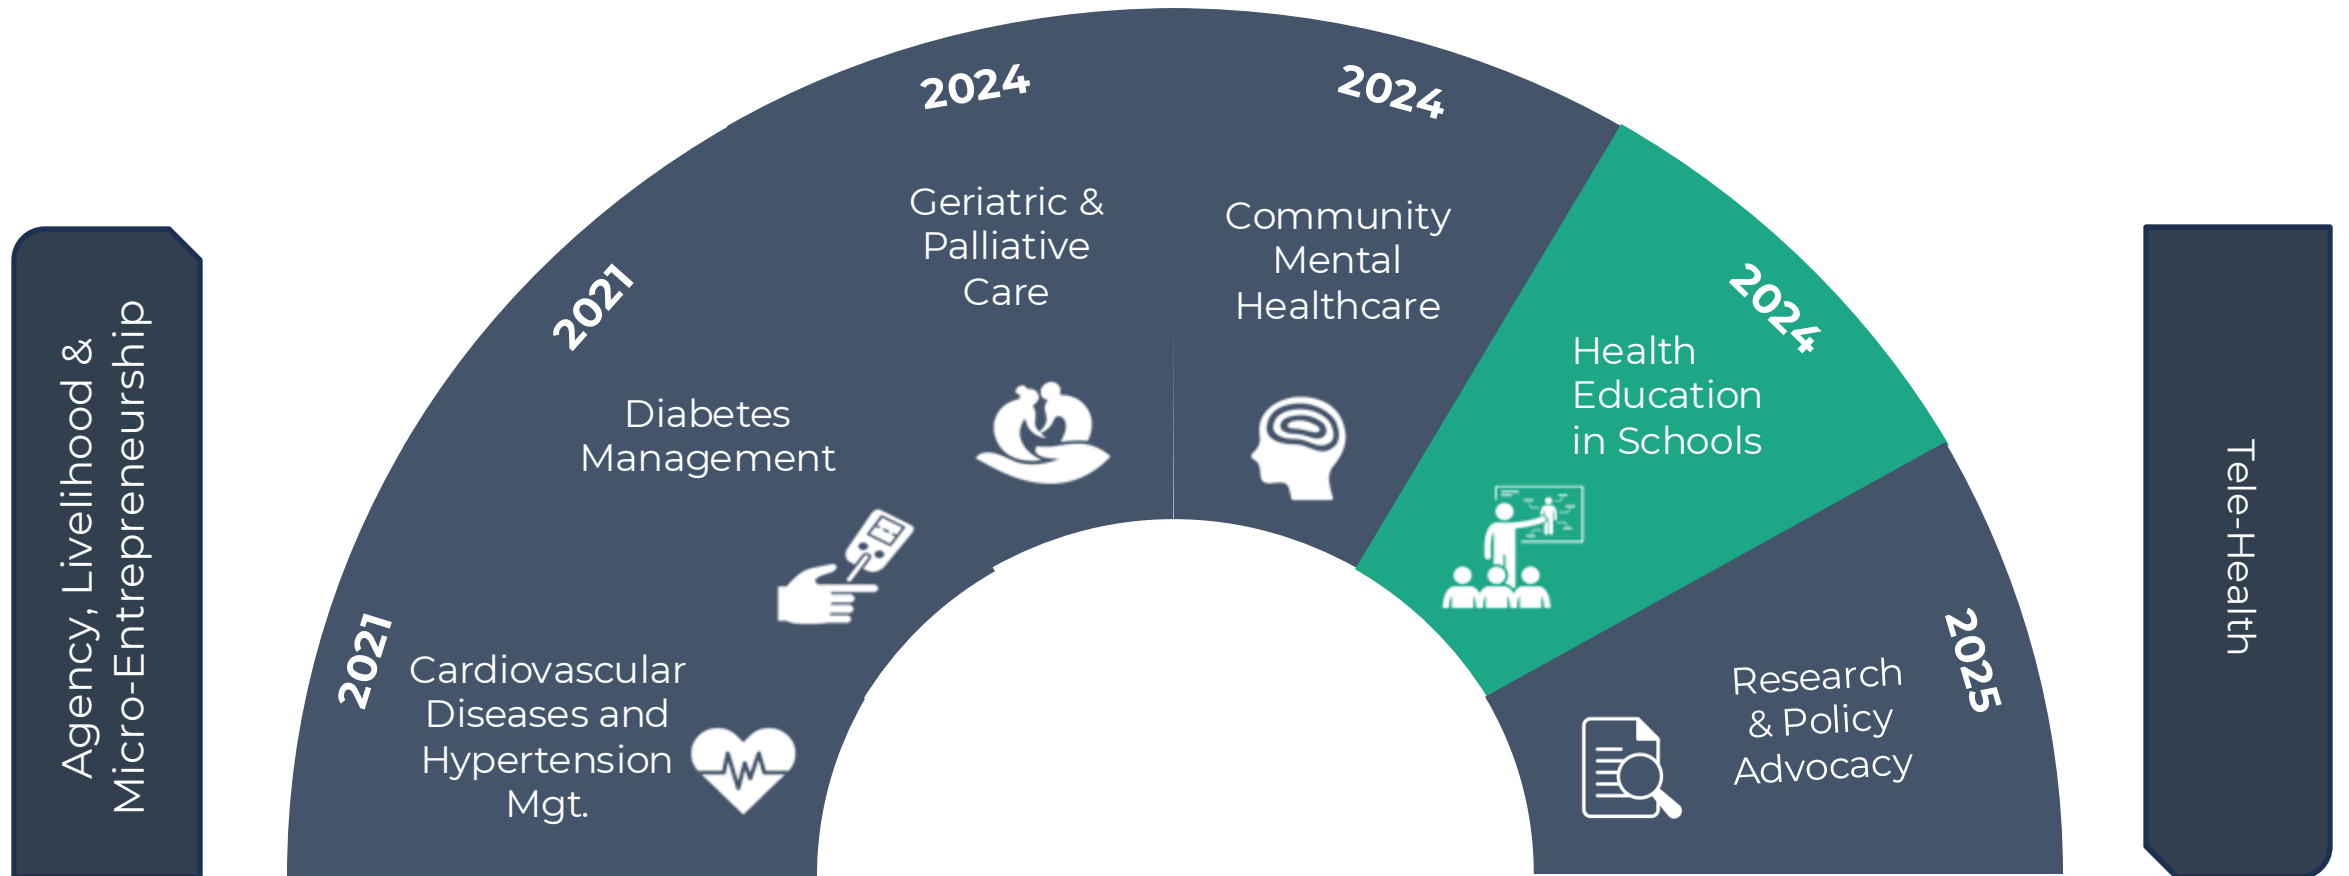 Agency, Livelihood &
Micro-Entrepreneurship
2021
Cardiovascular
Diseases and
Hypertension
Mgt.
2021
Diabetes
Management
2024
Geriatric &
Palliative
Care
2024
Community
Mental
Healthcare
2024
Health
Education
in Schools
2025
Research
& Policy
Advocacy
Tele-Health